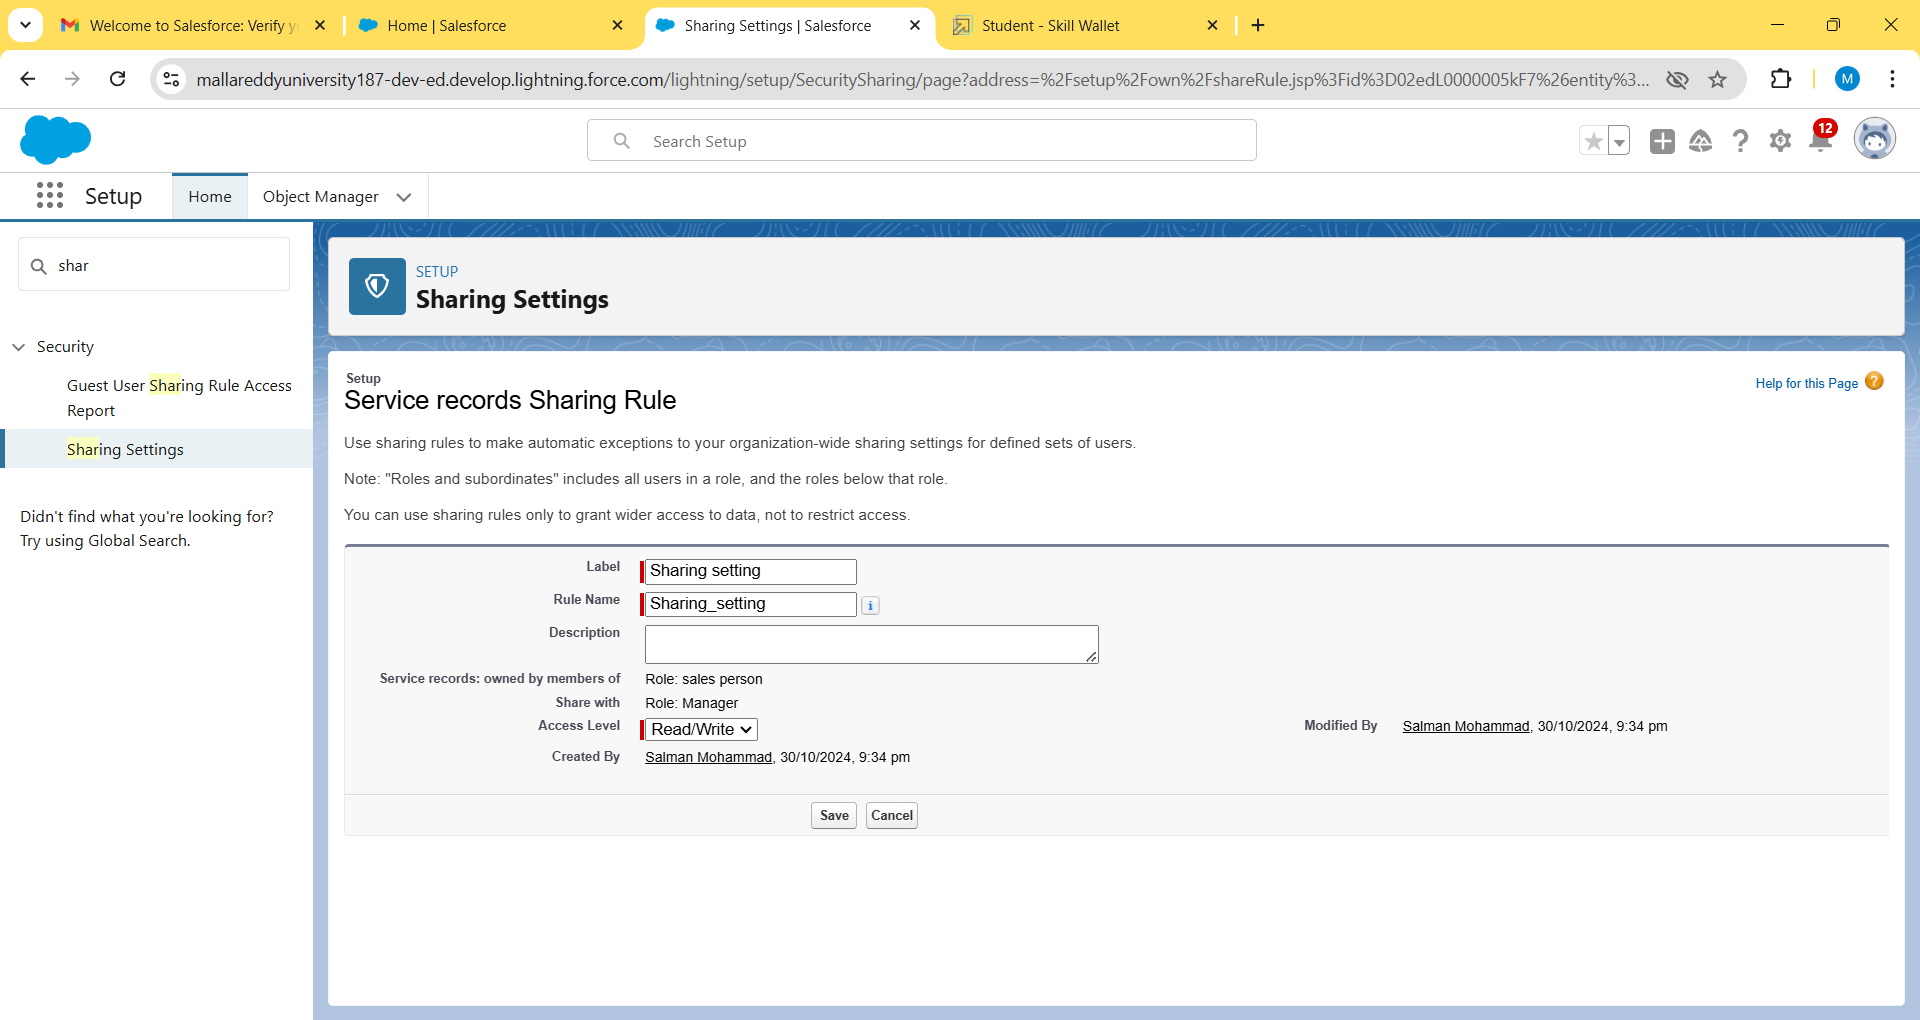 Welcome to Salesforce: Verify y
Home | Salesforce
Sharing Settings | Salesforce
Student - Skill Wallet
mallareddyuniversity187-dev-ed.develop.lightning.force.com/lightning/setup/SecuritySharing/page?address=%2Fsetup%2Fown%2FshareRule.jsp%3Fid%3D02edL0000005kF7%26entity%3...
M
Search Setup
12
Setup
Home
Object Manager
shar
Security
Guest User Sharing Rule Access
Report
Sharing Settings
Didn't find what you're looking for?
Try using Global Search.
SETUP
Sharing Settings
Setup
Service records Sharing Rule
Help for this Page
Use sharing rules to make automatic exceptions to your organization-wide sharing settings for defined sets of users.
Note: "Roles and subordinates" includes all users in a role, and the roles below that role.
You can use sharing rules only to grant wider access to data, not to restrict access.
Label Sharing setting
Rule Name Sharing_setting
Description
Service records: owned by members of Role: sales person
Share with Role: Manager
Access Level Read/Write Modified By Salman Mohammad, 30/10/2024, 9:34 pm
Created By Salman Mohammad, 30/10/2024, 9:34 pm
Save Cancel